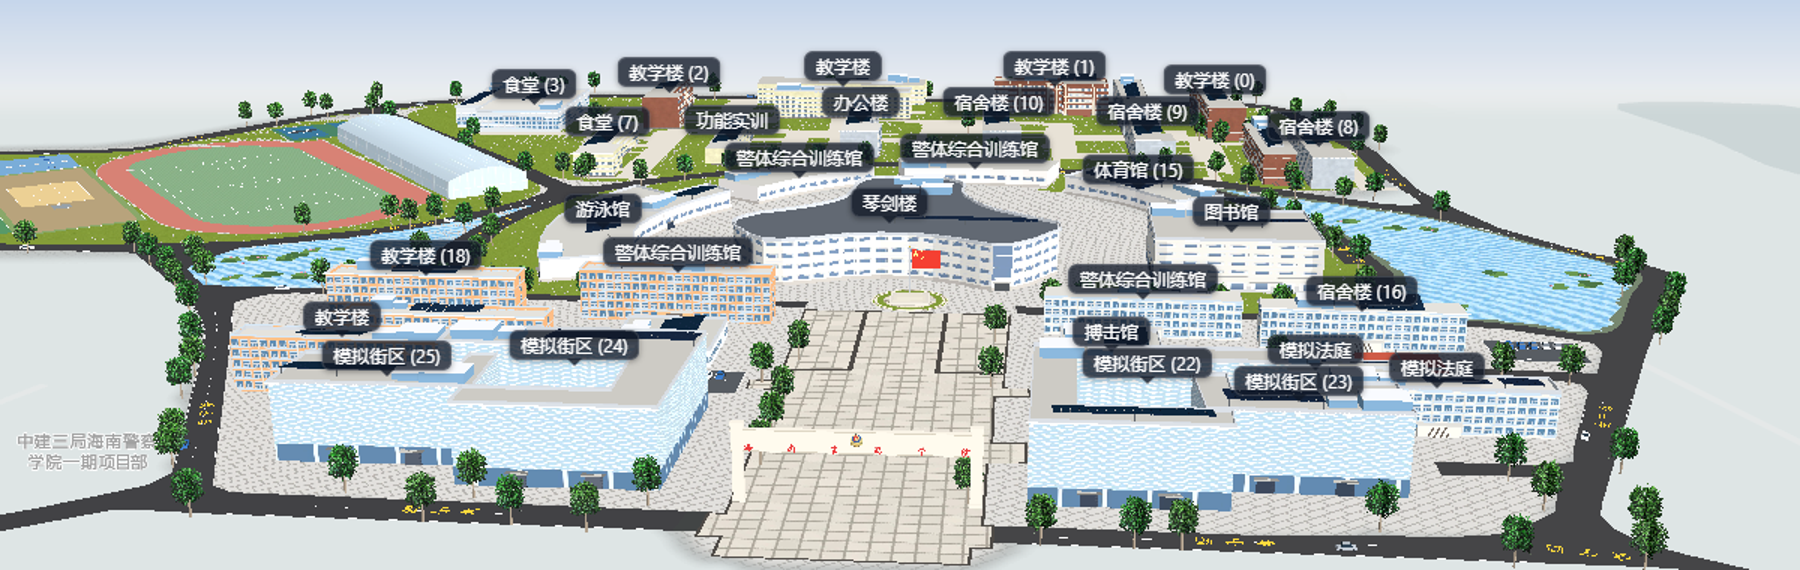 教学楼
教学楼 (1)
教学楼 (2)
教学楼 (0)
食堂 (3)
办公楼
宿舍楼 (10)
宿舍楼 (9)
食堂 (7)
功能实训
宿舍楼 (8)
警体综合训练馆
警体综合训练馆
体育馆 (15)
游泳馆
琴剑楼
图书馆
教学楼 (18)
警体综合训练馆
警体综合训练馆
宿舍楼 (16)
教学楼
搏击馆
模拟街区 (25)
模拟街区 (24)
模拟街区 (22)
模拟法庭
模拟法庭
模拟街区 (23)
中建三局海南警察
学院一期项目部